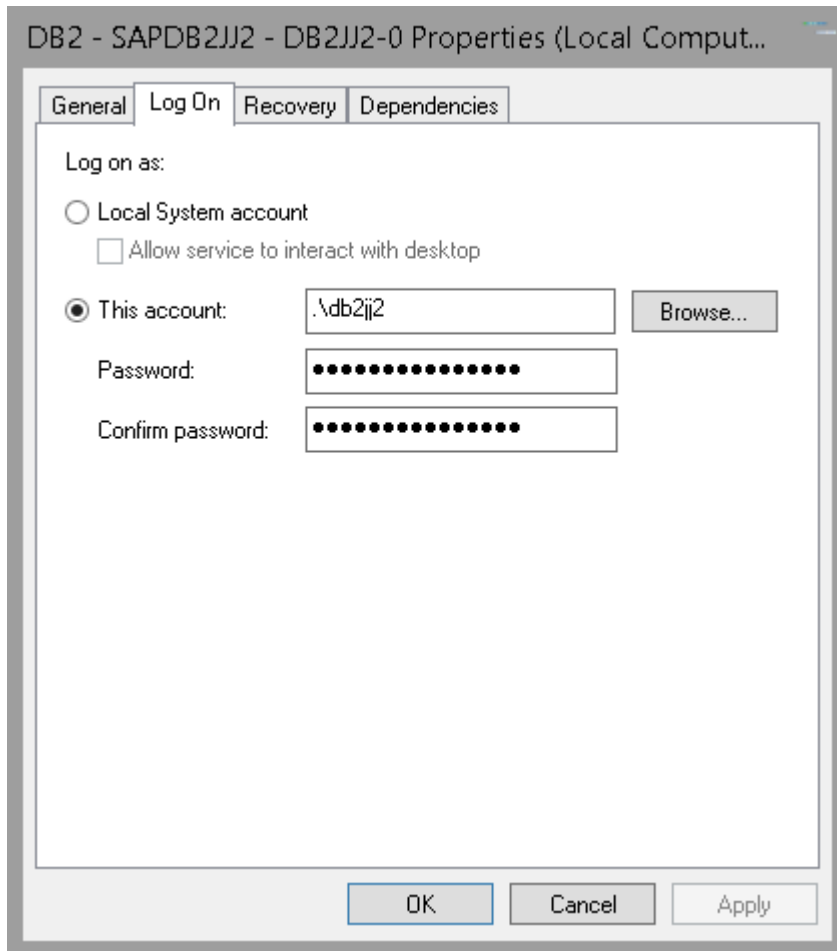 DB2 - SAPDB2JJ2 - DB2JJ2-0 Properties (Local Comput...
General Log On Recovery Dependencies
Log on as:
Local System account
Allow service to interact with desktop
This account: .\db2jj2 Browse...
Password: •••••••••••••••
Confirm password: •••••••••••••••
OK Cancel Apply